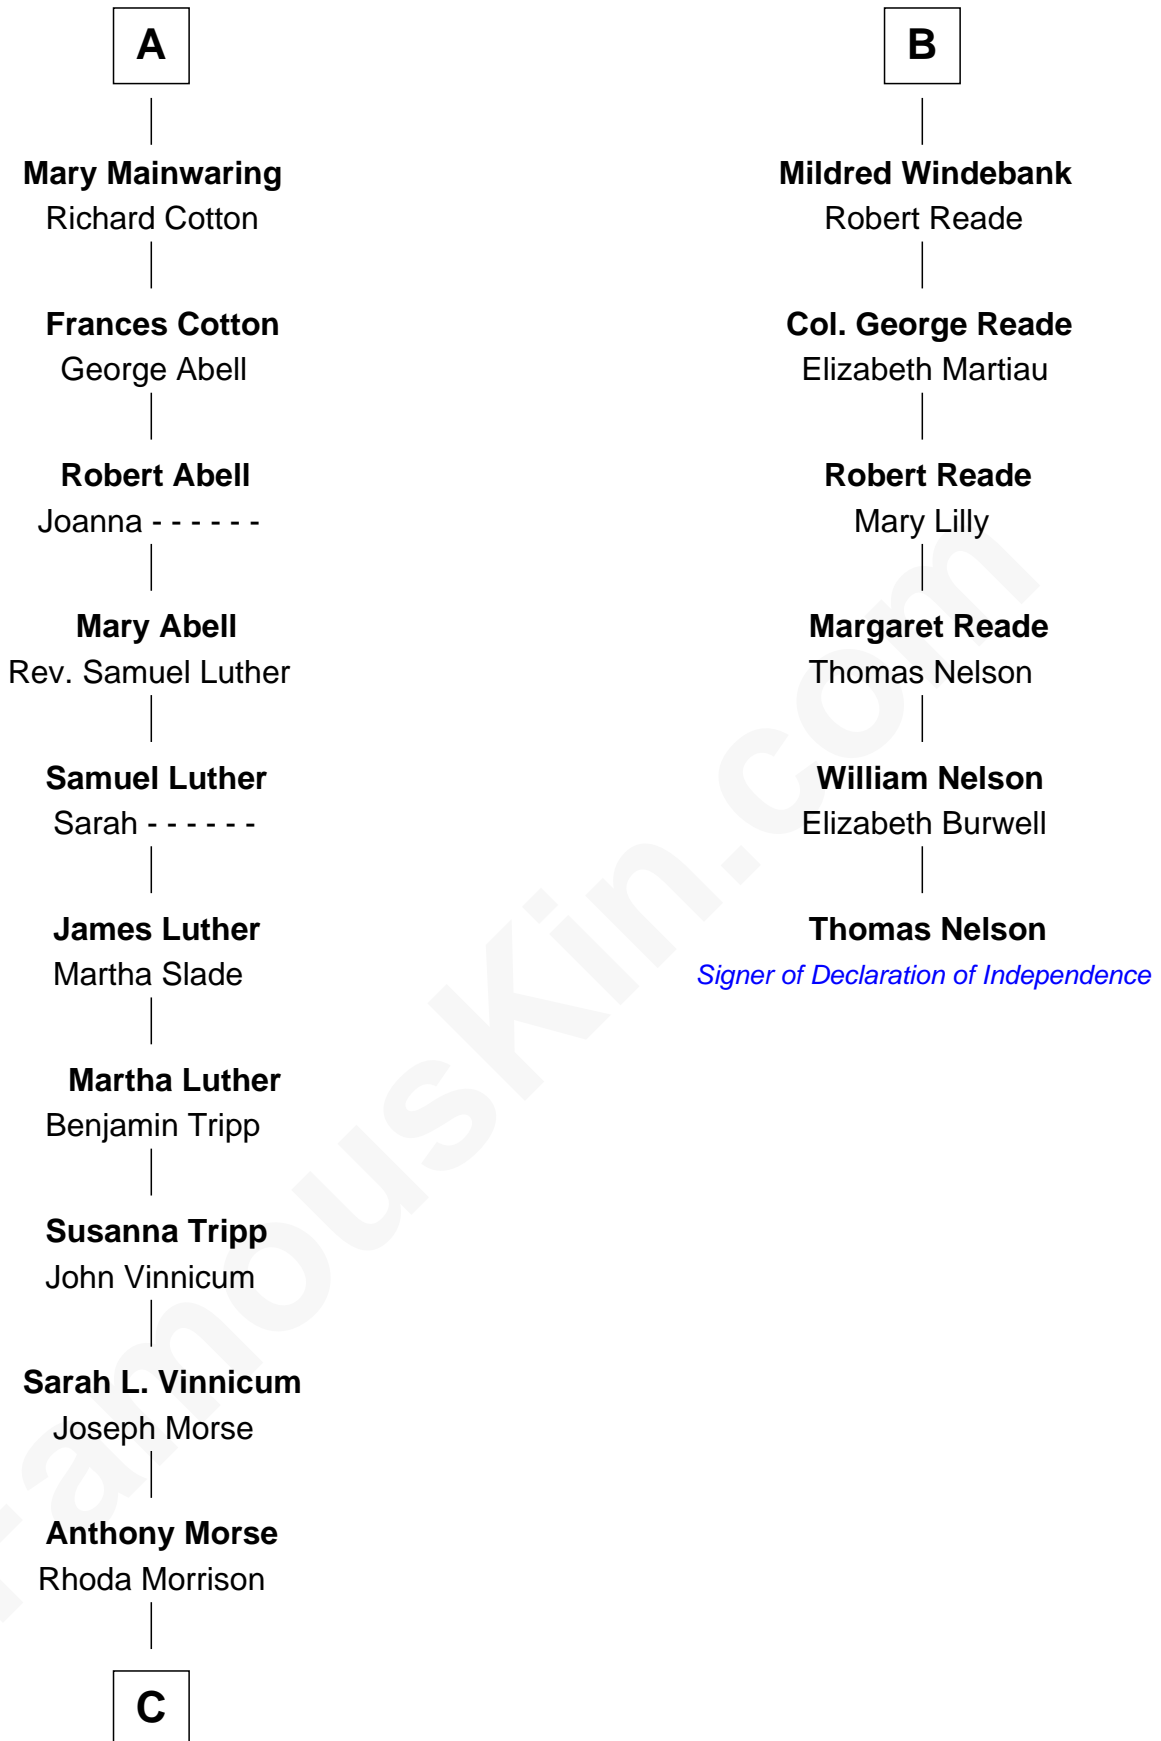 A
Mary Mainwaring
Richard Cotton
Frances Cotton
George Abell
Robert Abell
Joanna - - - - - -
Mary Abell
Rev. Samuel Luther
Samuel Luther
Sarah - - - - - -
James Luther
Martha Slade
Martha Luther
Benjamin Tripp
Susanna Tripp
John Vinnicum
Sarah L. Vinnicum
Joseph Morse
Anthony Morse
Rhoda Morrison
C
B
Mildred Windebank
Robert Reade
Col. George Reade
Elizabeth Martiau
Robert Reade
Mary Lilly
Margaret Reade
Thomas Nelson
William Nelson
Elizabeth Burwell
Thomas Nelson
Signer of Declaration of Independence
FamousKin.com